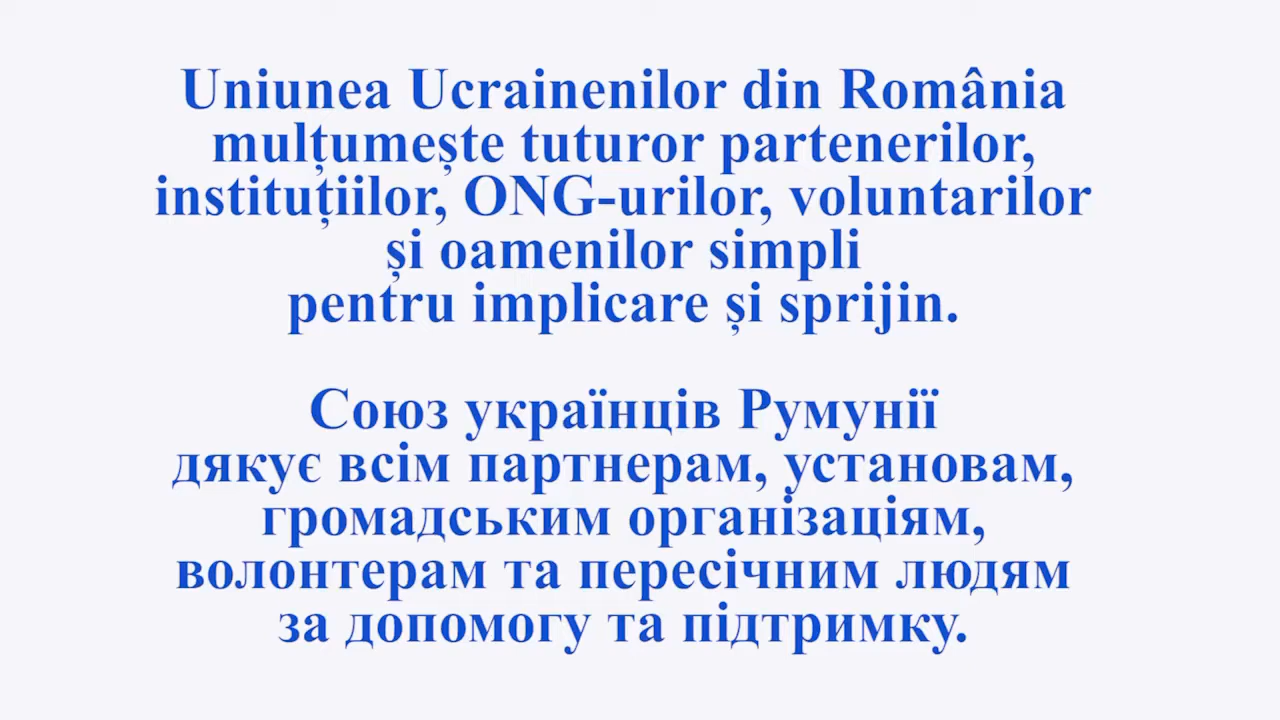 Uniunea Ucrainenilor din România
mulțumește tuturor partenerilor,
instituțiilor, ONG-urilor, voluntarilor
și oamenilor simpli
pentru implicare și sprijin.
Союз українців Румунії
дякує всім партнерам, установам,
громадським організаціям,
волонтерам та пересічним людям
за допомогу та підтримку.